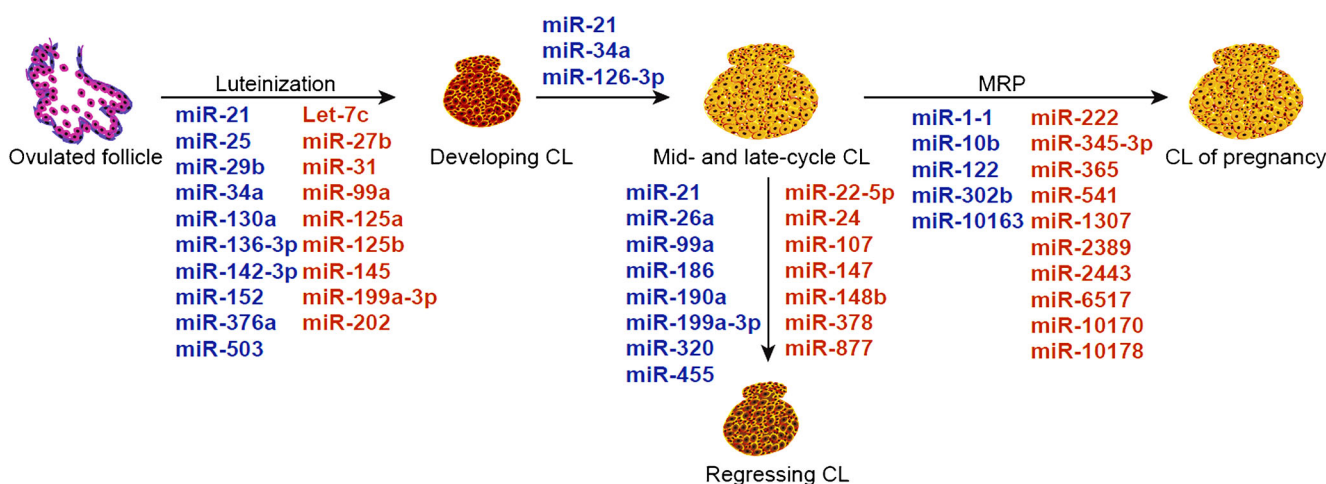 miR-21
miR-34a
miR-126-3p
Luteinization
MRP
miR-21 Let-7c
miR-25 miR-27b
miR-29b miR-31
miR-34a miR-99a
miR-130a miR-125a
miR-136-3p miR-125b
miR-142-3p miR-145
miR-152 miR-199a-3p
miR-376a miR-202
miR-503
Ovulated follicle
Developing CL
Mid- and late-cycle CL
CL of pregnancy
miR-1-1 miR-222
miR-10b miR-345-3p
miR-122 miR-365
miR-302b miR-541
miR-10163 miR-1307
miR-2389
miR-2443
miR-6517
miR-10170
miR-10178
miR-21 miR-22-5p
miR-26a miR-24
miR-99a miR-107
miR-186 miR-147
miR-190a miR-148b
miR-199a-3p miR-378
miR-320 miR-877
miR-455
Regressing CL